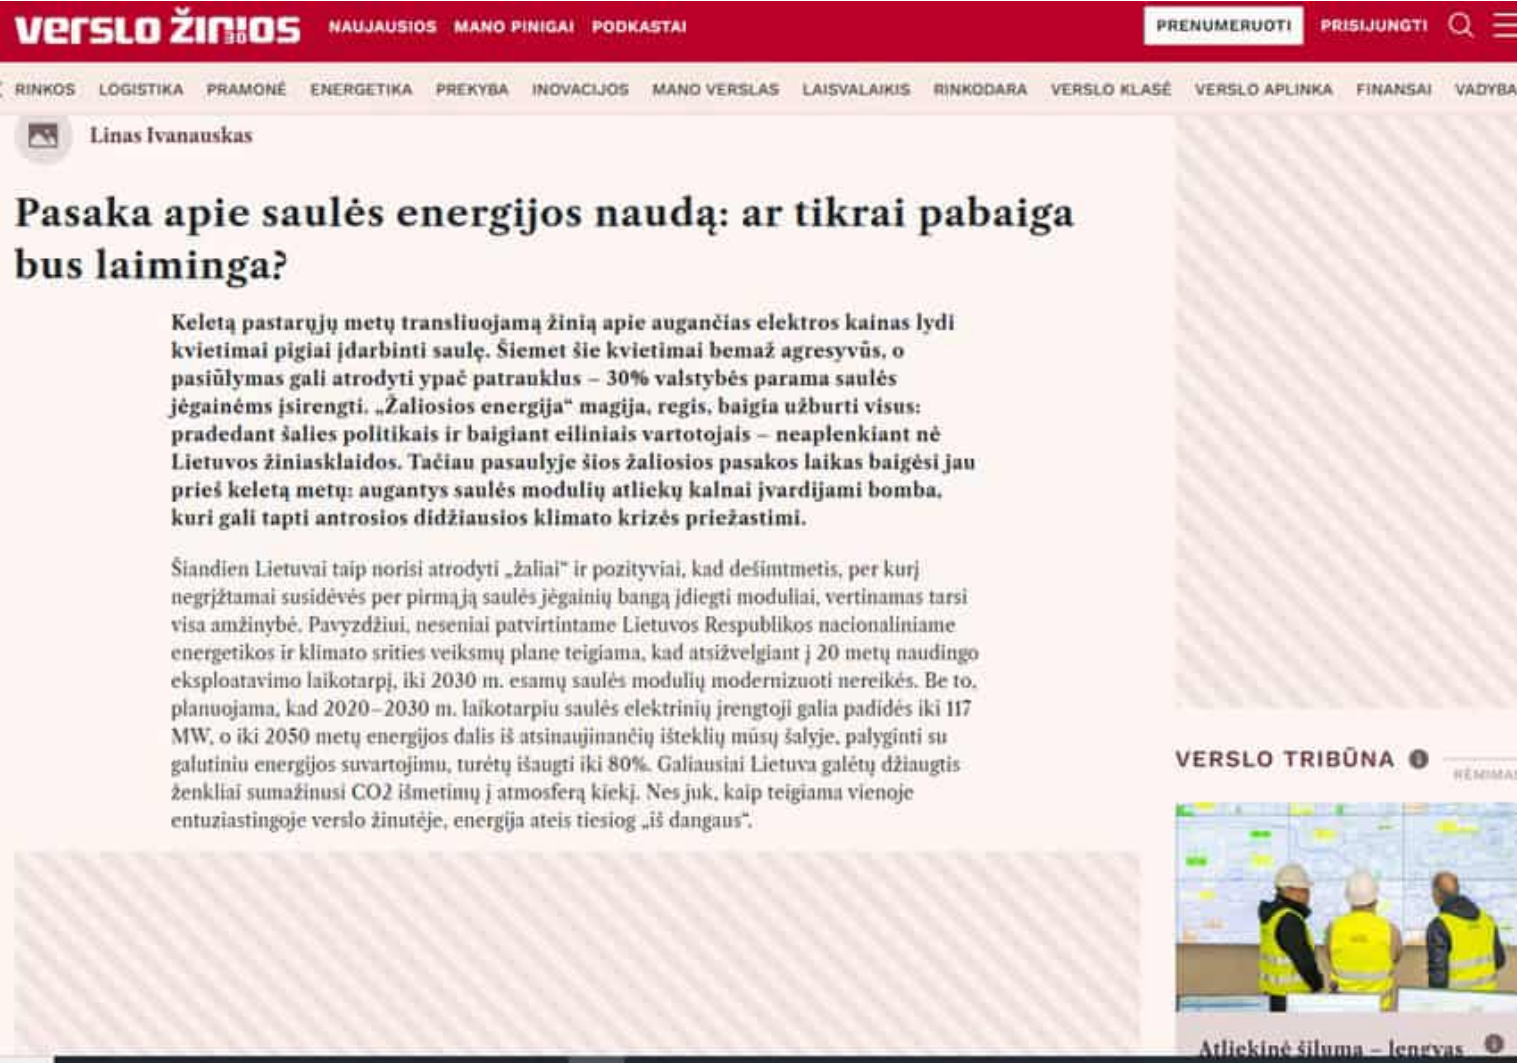 VERSLO ŽINIOS
NAUJAUSIOS MANO PINIGAI PODKASTAI
PRENUMERUOTI PRISIJUNGTI
RINKOS LOGISTIKA PRAMONĖ ENERGETIKA PREKYBA INOVACIJOS MANO VERSLAS LAISVALAIKIS RINKODARA VERSLO KLASĖ VERSLO APLINKA FINANSAI VADYBA
Linas Ivanauskas
Pasaka apie saulės energijos naudą: ar tikrai pabaiga
bus laiminga?
Keletą pastarųjų metų transliuojamą žinią apie augančias elektros kainas lydi
kvietimai pigiai įdarbinti saulę. Šiemet šie kvietimai bemaž agresyvūs, o
pasiūlymas gali atrodyti ypač patrauklus – 30% valstybės parama saulės
jėgainėms įsirengti. „Žaliosios energija“ magija, regis, baigia užburti visus:
pradedant šalies politikais ir baigiant eiliniais vartotojais – neaplenkiant nė
Lietuvos žiniasklaidos. Tačiau pasaulyje šios žaliosios pasakos laikas baigėsi jau
prieš keletą metų: augantys saulės modulių atliekų kalnai įvardijami bomba,
kuri gali tapti antrosios didžiausios klimato krizės priežastimi.
Šiandien Lietuvai taip norisi atrodyti „žaliai“ ir pozityviai, kad dešimtmetis, per kurį
negrįžtamai susidėvės per pirmąją saulės jėgainių bangą įdiegti moduliai, vertinamas tarsi
visa amžinybė. Pavyzdžiui, neseniai patvirtintame Lietuvos Respublikos nacionaliniame
energetikos ir klimato srities veiksmų plane teigiama, kad atsižvelgiant į 20 metų naudingo
eksploatavimo laikotarpį, iki 2030 m. esamų saulės modulių modernizuoti nereikės. Be to,
planuojama, kad 2020–2030 m. laikotarpiu saulės elektrinių įrengtoji galia padidės iki 117
MW, o iki 2050 metų energijos dalis iš atsinaujinančių išteklių mūsų šalyje, palyginti su
galutiniu energijos suvartojimu, turėtų išaugti iki 80%. Galiausiai Lietuva galėtų džiaugtis
ženkliai sumažinusi CO2 išmetimų į atmosferą kiekį. Nes juk, kaip teigiama vienoje
entuziastingoje verslo žinutėje, energija ateis tiesiog „iš dangaus“.
VERSLO TRIBŪNA
RĖMIMAS
Atliekinė šiluma – lengvas